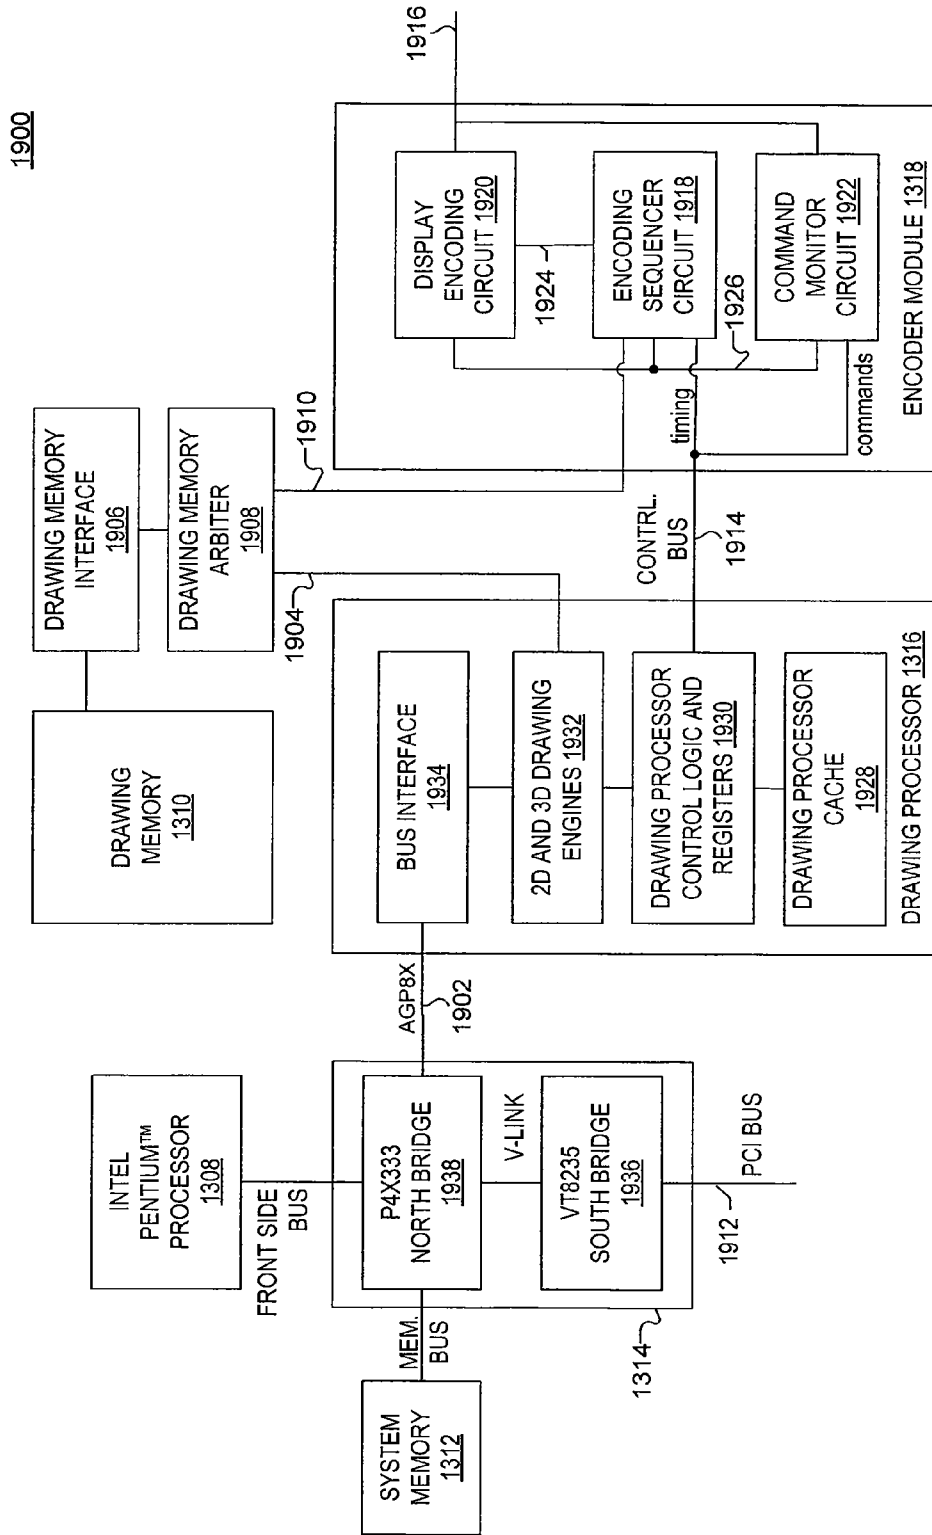 1900
DRAWING
MEMORY
1310
DRAWING MEMORY
INTERFACE
1906
DRAWING MEMORY
ARBITER
1908
1904
1910
INTEL
PENTIUM™
PROCESSOR
1308
FRONT SIDE
BUS
SYSTEM
MEMORY
1312
MEM.
BUS
P4X333
NORTH BRIDGE
1938
V-LINK
VT8235
SOUTH BRIDGE
1936
1314
1912
PCI BUS
AGP8X
1902
BUS INTERFACE
1934
2D AND 3D DRAWING
ENGINES 1932
DRAWING PROCESSOR
CONTROL LOGIC AND
REGISTERS 1930
DRAWING PROCESSOR
CACHE
1928
DRAWING PROCESSOR 1316
CONTRL.
BUS
1914
timing
commands
DISPLAY
ENCODING
CIRCUIT 1920
1924
ENCODING
SEQUENCER
CIRCUIT 1918
1926
COMMAND
MONITOR
CIRCUIT 1922
ENCODER MODULE 1318
1916